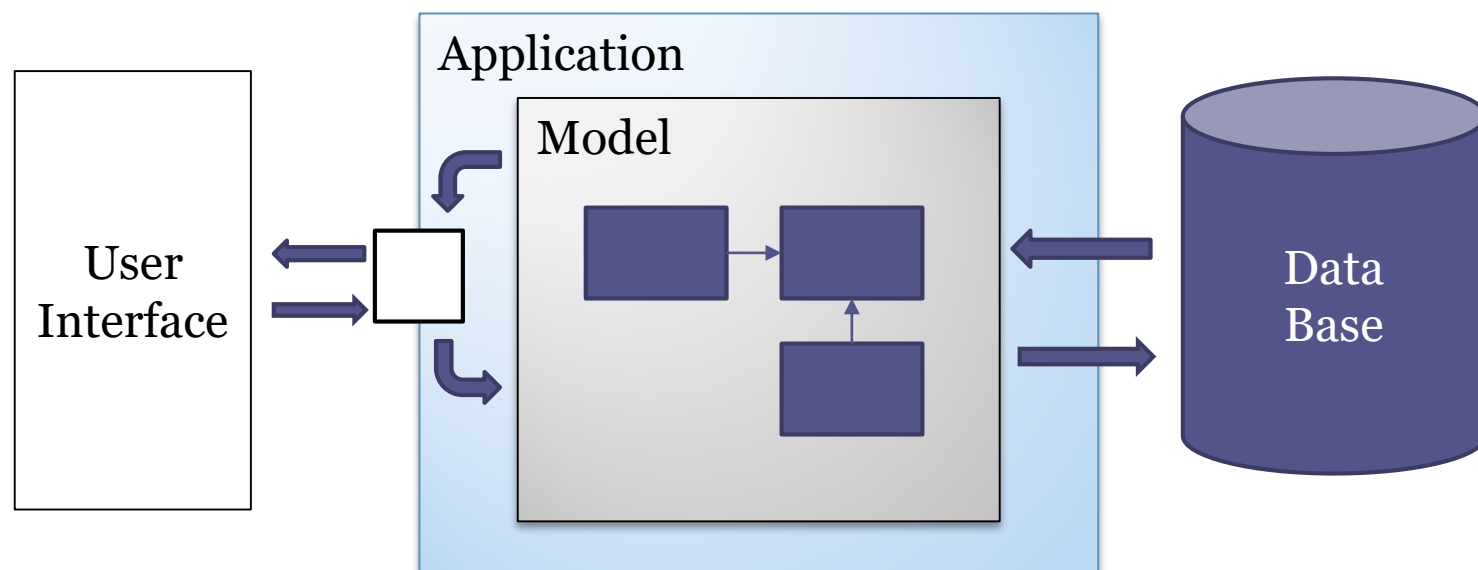 Application
Model
User
Interface
Data
Base